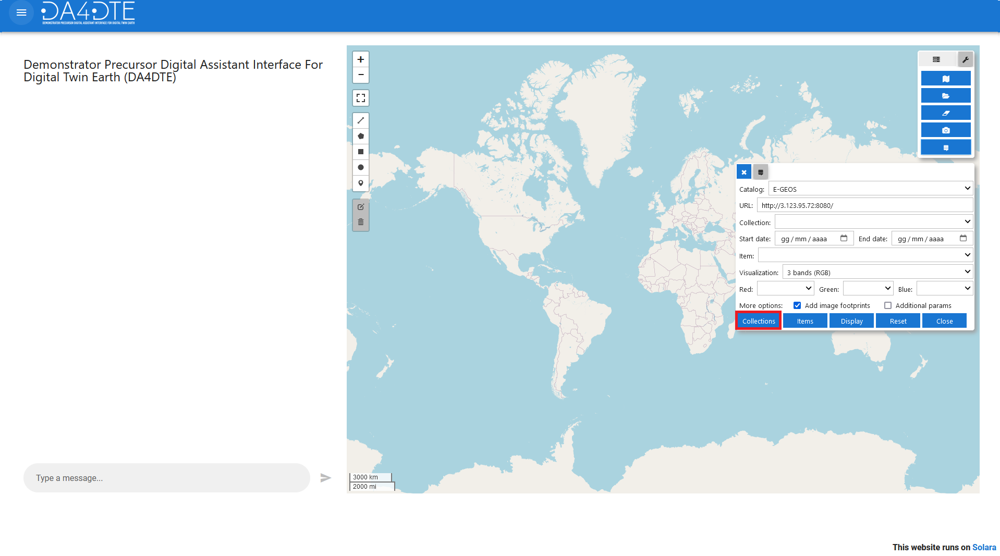 DA4DTE
DEMONSTRATOR PRECURSOR DIGITAL ASSISTANT INTERFACE FOR DIGITAL TWIN EARTH
Demonstrator Precursor Digital Assistant Interface For
Digital Twin Earth (DA4DTE)
+
−
Catalog: E-GEOS
URL: http://3.123.95.72:8080/
Collection:
Start date: gg/mm/aaaa End date: gg/mm/aaaa
Item:
Visualization: 3 bands (RGB)
Red: Green: Blue:
More options: Add image footprints Additional params
Collections Items Display Reset Close
3000 km
2000 mi
Type a message...
This website runs on Solara